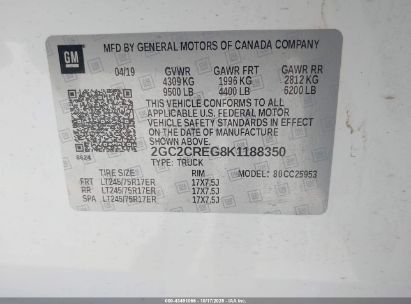 GM
MFD BY GENERAL MOTORS OF CANADA COMPANY
04/19 GVWR GAWR FRT GAWR RR
4309 KG 1996 KG 2812 KG
9500 LB 4400 LB 6200 LB
THIS VEHICLE CONFORMS TO ALL
APPLICABLE U.S. FEDERAL MOTOR
VEHICLE SAFETY STANDARDS IN EFFECT ON
THE DATE OF MANUFACTURE SHOWN ABOVE.
2GC2CREG8K1188350
TYPE: TRUCK
TIRE SIZE RIM MODEL:
FRT LT245/75R17ER 17X7.5J
RR LT245/75R17ER 17X7.5J
SPA LT245/75R17ER 17X7.5J